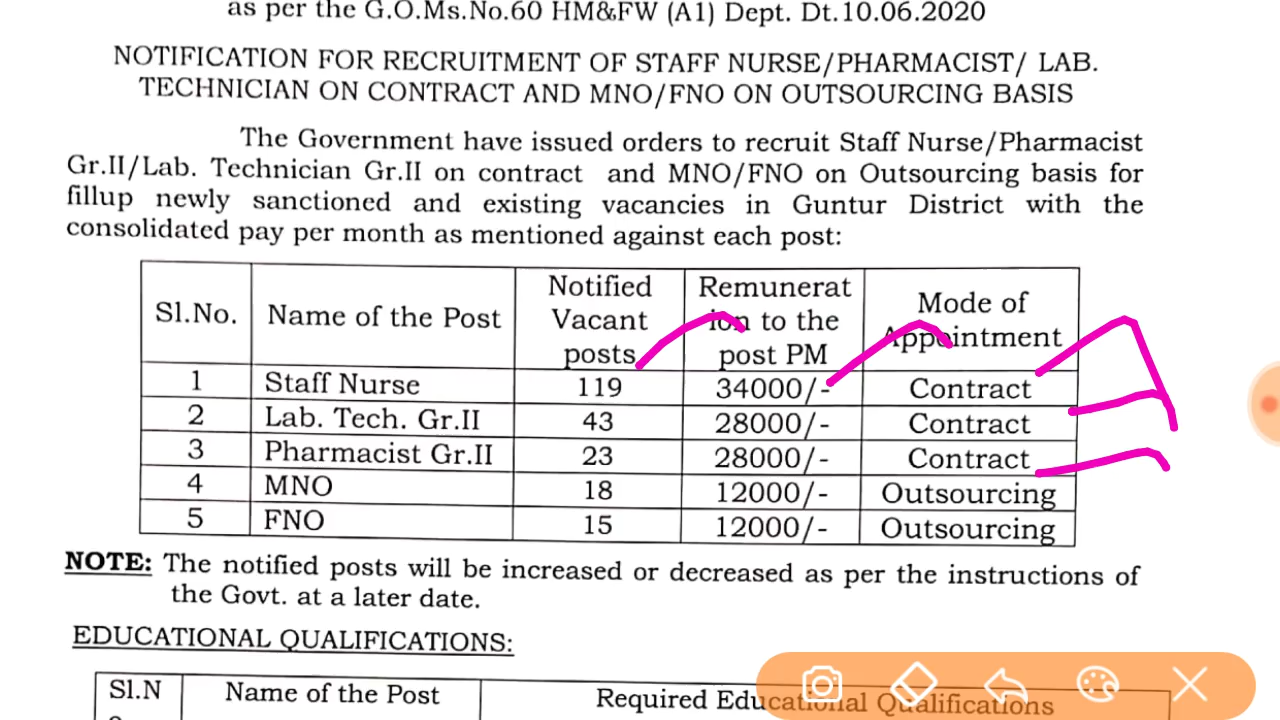 as per the G.O.Ms.No.60 HM&FW (A1) Dept. Dt.10.06.2020
NOTIFICATION FOR RECRUITMENT OF STAFF NURSE/PHARMACIST/ LAB.
TECHNICIAN ON CONTRACT AND MNO/FNO ON OUTSOURCING BASIS
The Government have issued orders to recruit Staff Nurse/Pharmacist
Gr.II/Lab. Technician Gr.II on contract and MNO/FNO on Outsourcing basis for
fillup newly sanctioned and existing vacancies in Guntur District with the
consolidated pay per month as mentioned against each post:
Sl.No. Name of the Post Notified Vacant posts Remunerat ion to the post PM Mode of Appointment
1 Staff Nurse 119 34000/- Contract
2 Lab. Tech. Gr.II 43 28000/- Contract
3 Pharmacist Gr.II 23 28000/- Contract
4 MNO 18 12000/- Outsourcing
5 FNO 15 12000/- Outsourcing
NOTE: The notified posts will be increased or decreased as per the instructions of
the Govt. at a later date.
EDUCATIONAL QUALIFICATIONS:
Sl.N Name of the Post Required Educational Qualifications